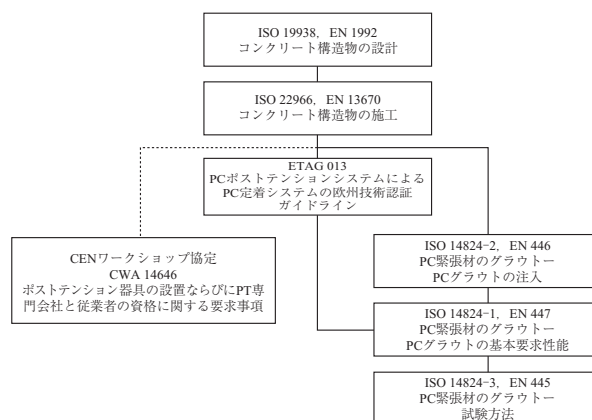 ISO 19938, EN 1992
コンクリート構造物の設計
ISO 22966, EN 13670
コンクリート構造物の施工
ETAG 013
PCポストテンションシステムによる
PC定着システムの欧州技術認証
ガイドライン
CENワークショップ協定
CWA 14646
ポストテンション器具の設置ならびにPT専
門会社と従業者の資格に関する要求事項
ISO 14824-2, EN 446
PC緊張材のグラウトー
PCグラウトの注入
ISO 14824-1, EN 447
PC緊張材のグラウトー
PCグラウトの基本要求性能
ISO 14824-3, EN 445
PC緊張材のグラウトー
試験方法